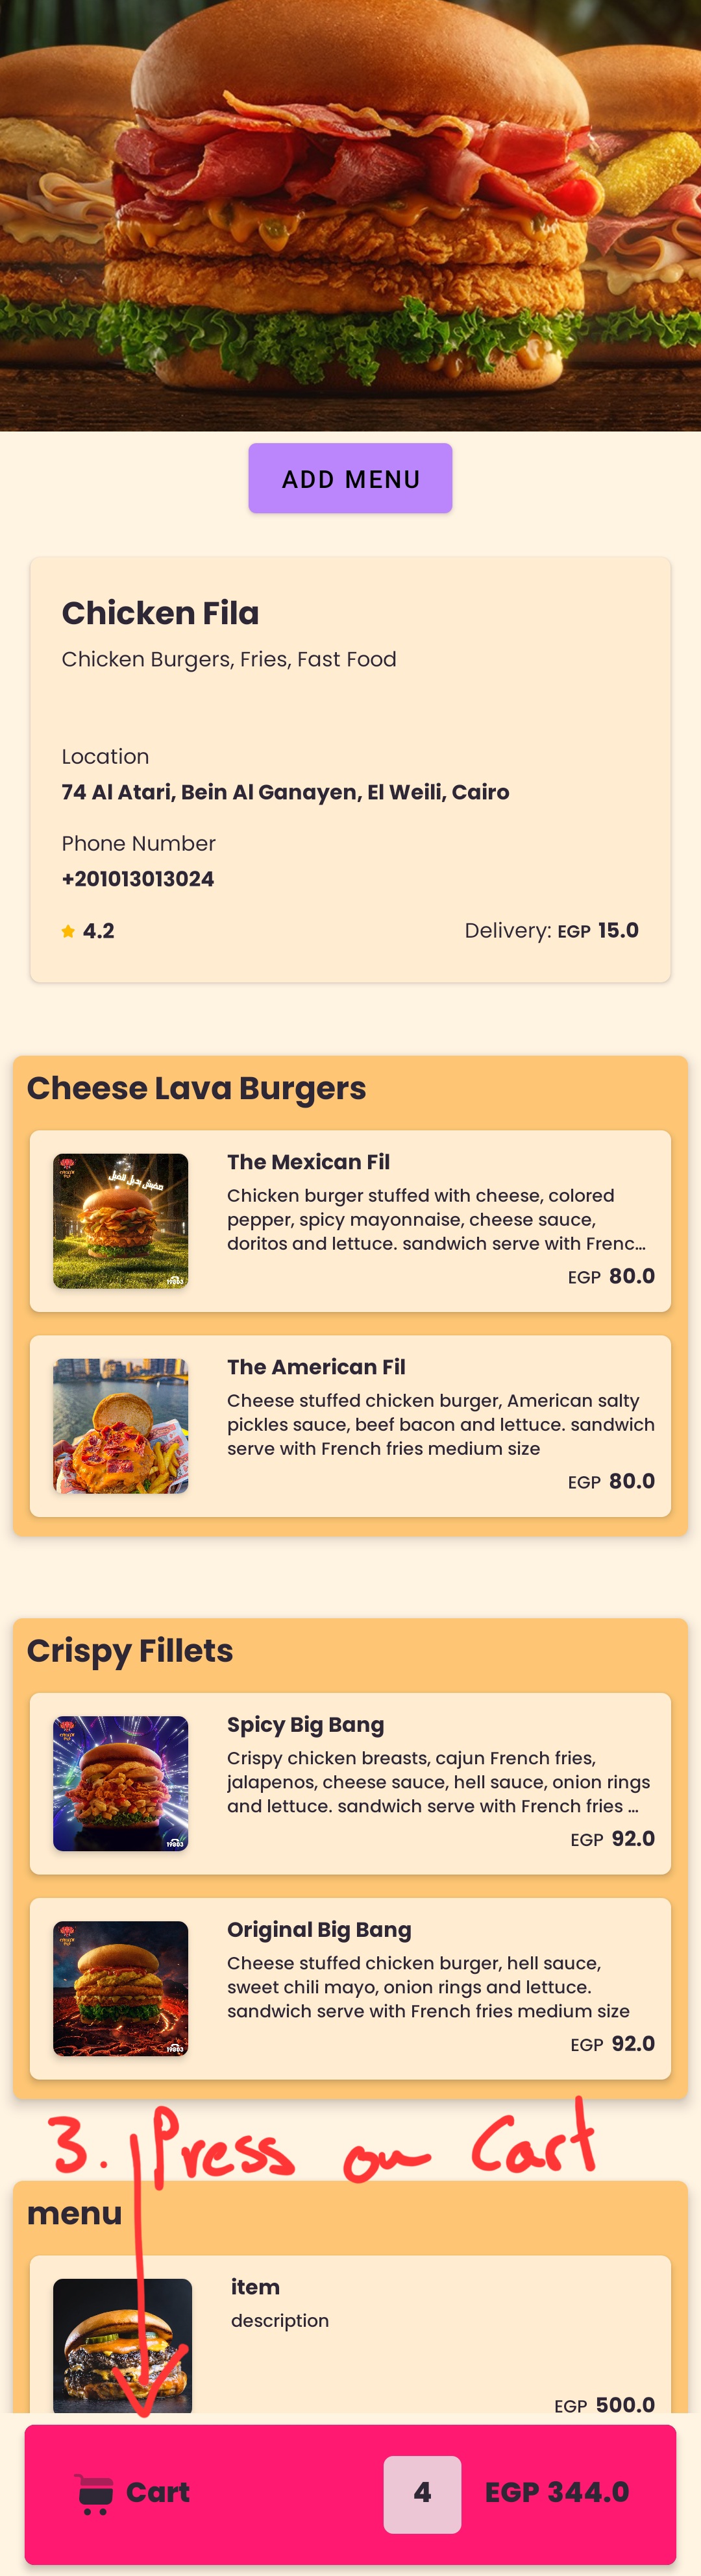 ADD MENU
Chicken Fila
Chicken Burgers, Fries, Fast Food
Location
74 Al Atari, Bein Al Ganayen, El Weili, Cairo
Phone Number
+201013013024
4.2
Delivery: EGP 15.0
Cheese Lava Burgers
The Mexican Fil
Chicken burger stuffed with cheese, colored
pepper, spicy mayonnaise, cheese sauce,
doritos and lettuce. sandwich serve with Frenc...
EGP 80.0
The American Fil
Cheese stuffed chicken burger, American salty
pickles sauce, beef bacon and lettuce. sandwich
serve with French fries medium size
EGP 80.0
Crispy Fillets
Spicy Big Bang
Crispy chicken breasts, cajun French fries,
jalapenos, cheese sauce, hell sauce, onion rings
and lettuce. sandwich serve with French fries ...
19803
EGP 92.0
Original Big Bang
Cheese stuffed chicken burger, hell sauce,
sweet chili mayo, onion rings and lettuce.
sandwich serve with French fries medium size
19803
EGP 92.0
3. Press on Cart
menu
item
description
EGP 500.0
Cart 4 EGP 344.0